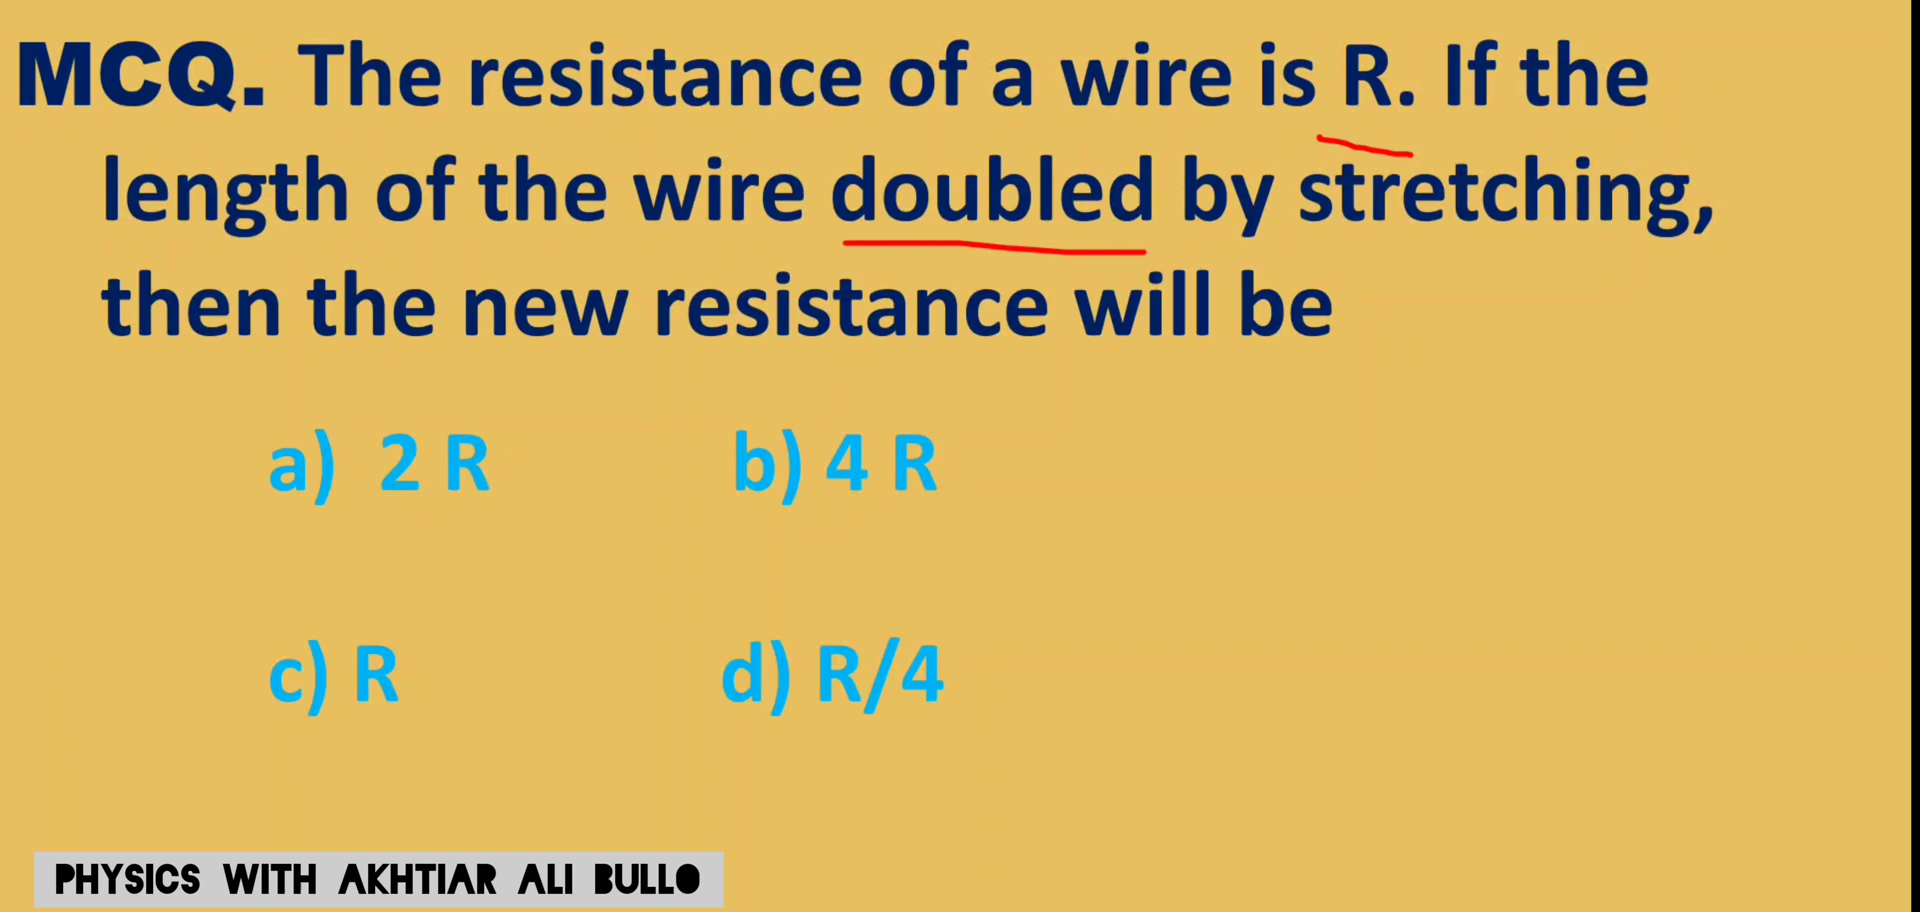 MCQ. The resistance of a wire is R. If the
length of the wire doubled by stretching,
then the new resistance will be
a) 2 R b) 4 R
c) R d) R/4
PHYSICS WITH AKHTIAR ALI BULLO